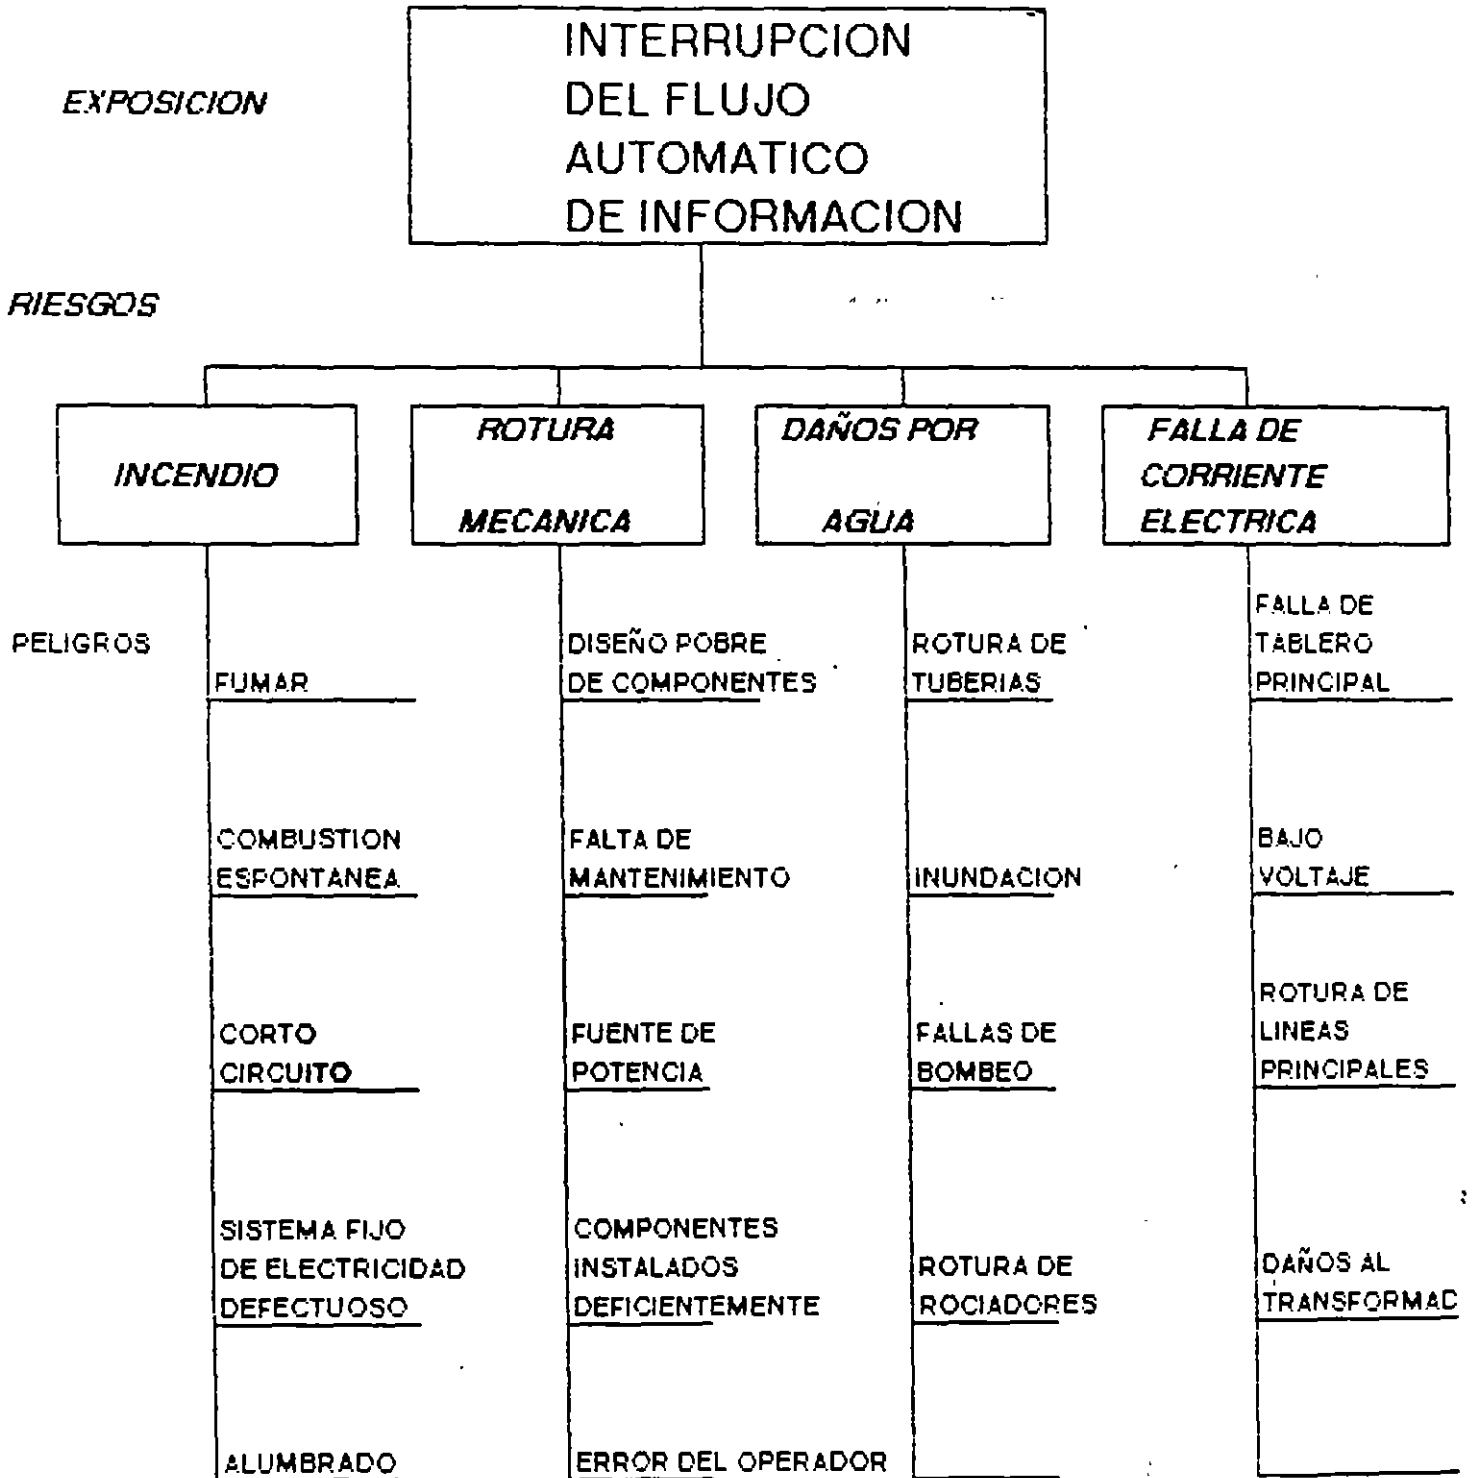 INTERRUPCION
DEL FLUJO
AUTOMATICO
DE INFORMACION
EXPOSICION
RIESGOS
INCENDIO
ROTURA
MECANICA
DAÑOS POR
AGUA
FALLA DE
CORRIENTE
ELECTRICA
PELIGROS
FUMAR
COMBUSTION
ESPONTANEA
CORTO
CIRCUITO
SISTEMA FIJO
DE ELECTRICIDAD
DEFECTUOSO
ALUMBRADO
DISEÑO POBRE
DE COMPONENTES
FALTA DE
MANTENIMIENTO
FUENTE DE
POTENCIA
COMPONENTES
INSTALADOS
DEFICIENTEMENTE
ERROR DEL OPERADOR
ROTURA DE
TUBERIAS
INUNDACION
FALLAS DE
BOMBEO
ROTURA DE
ROCIADORES
FALLA DE
TABLERO
PRINCIPAL
BAJO
VOLTAJE
ROTURA DE
LINEAS
PRINCIPALES
DAÑOS AL
TRANSFORMAD